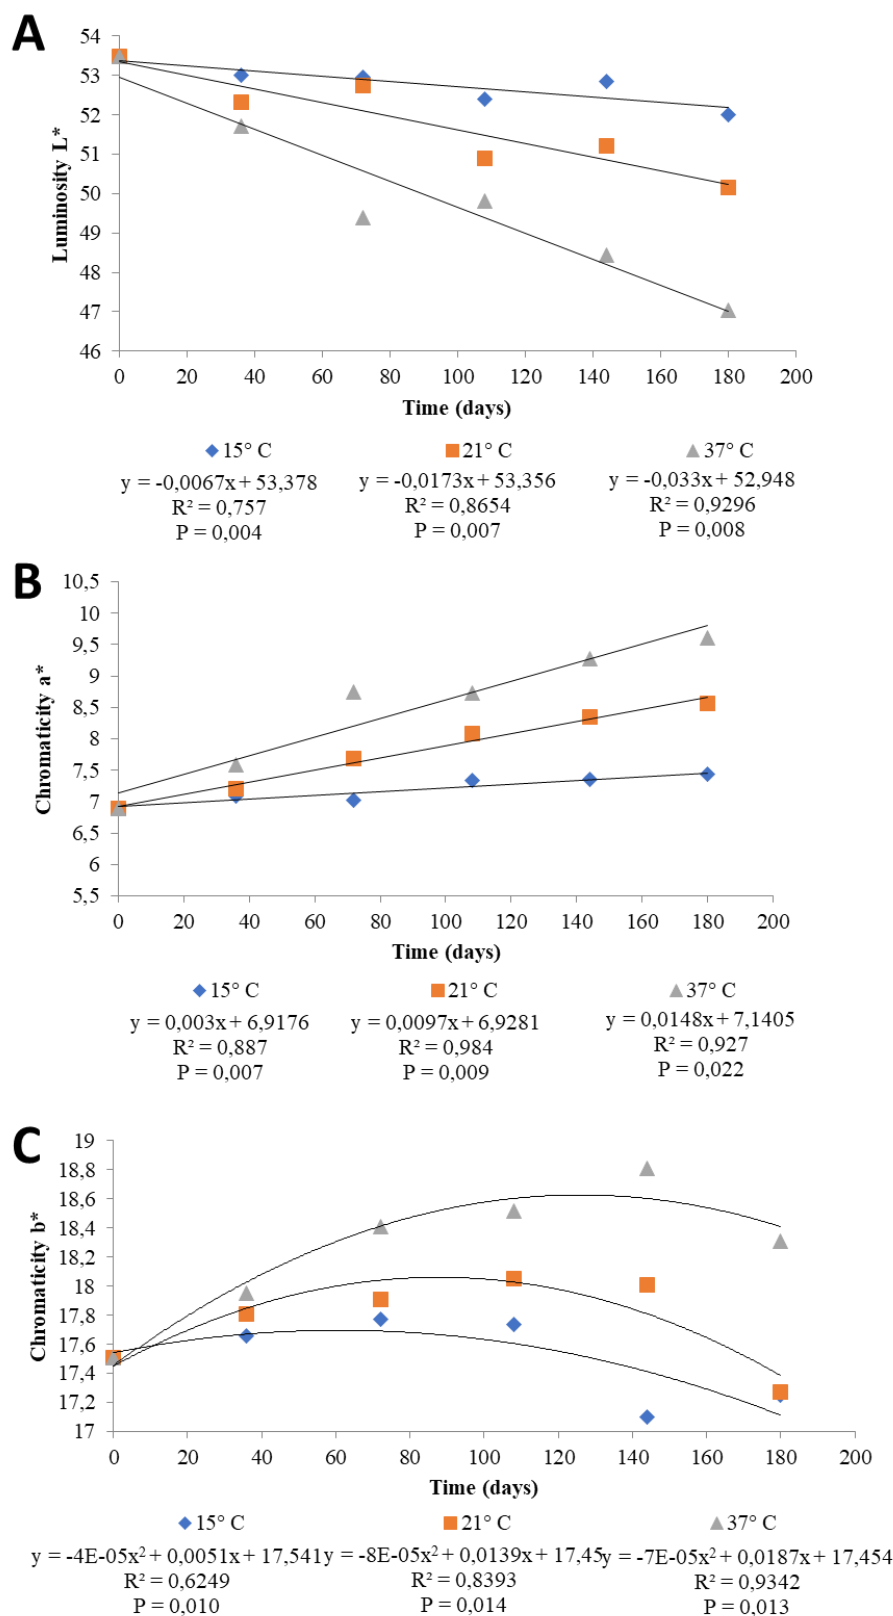 A
54
53
52
51
50
49
48
47
46
Luminosity L*
0 20 40 60 80 100 120 140 160 180 200
Time (days)
15° C 21° C 37° C
y = -0,0067x + 53,378 y = -0,0173x + 53,356 y = -0,033x + 52,948
R² = 0,757 R² = 0,8654 R² = 0,9296
P = 0,004 P = 0,007 P = 0,008
B
10,5
10
9,5
9
8,5
8
7,5
7
6,5
6
5,5
Chromaticity a*
0 20 40 60 80 100 120 140 160 180 200
Time (days)
15° C 21° C 37° C
y = 0,003x + 6,9176 y = 0,0097x + 6,9281 y = 0,0148x + 7,1405
R² = 0,887 R² = 0,984 R² = 0,927
P = 0,007 P = 0,009 P = 0,022
C
19
18,8
18,6
18,4
18,2
18
17,8
17,6
17,4
17,2
17
Chromaticity b*
0 20 40 60 80 100 120 140 160 180 200
Time (days)
15° C 21° C 37° C
y = -4E-05x² + 0,0051x + 17,541 y = -8E-05x² + 0,0139x + 17,45 y = -7E-05x² + 0,0187x + 17,454
R² = 0,6249 R² = 0,8393 R² = 0,9342
P = 0,010 P = 0,014 P = 0,013